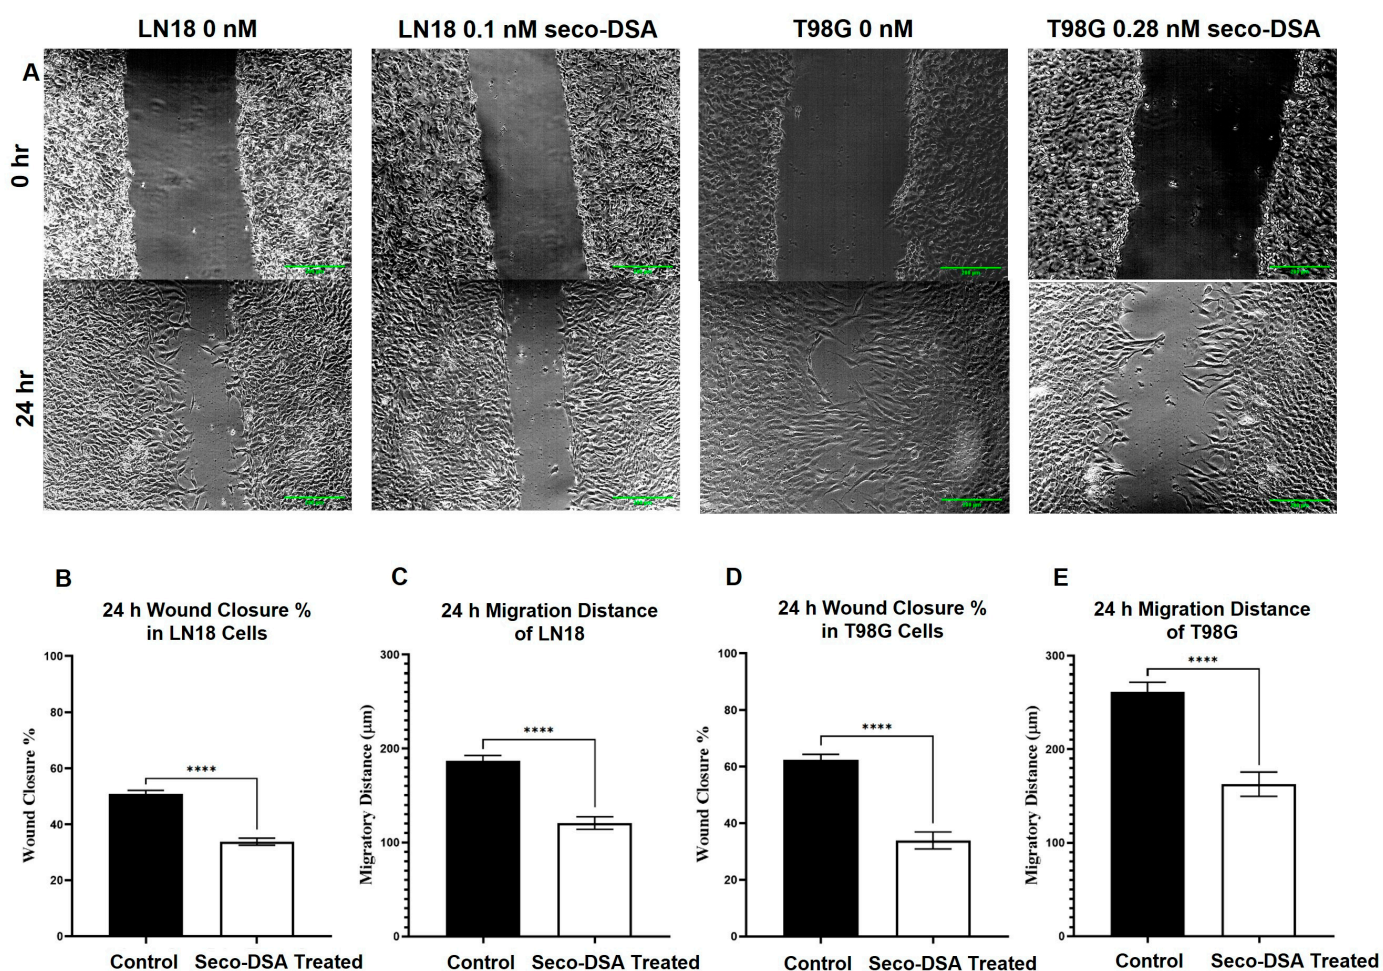 LN18 0 nM
LN18 0.1 nM seco-DSA
T98G 0 nM
T98G 0.28 nM seco-DSA
A
0 hr
24 hr
B
C
D
E
24 h Wound Closure %
in LN18 Cells
24 h Migration Distance
of LN18
24 h Wound Closure %
in T98G Cells
24 h Migration Distance
of T98G
Wound Closure %
100
80
60
40
20
0
****
Control
Seco-DSA Treated
Migratory Distance (μm)
300
200
100
0
****
Control
Seco-DSA Treated
Wound Closure %
100
80
60
40
20
0
****
Control
Seco-DSA Treated
Migratory Distance (μm)
300
200
100
0
****
Control
Seco-DSA Treated